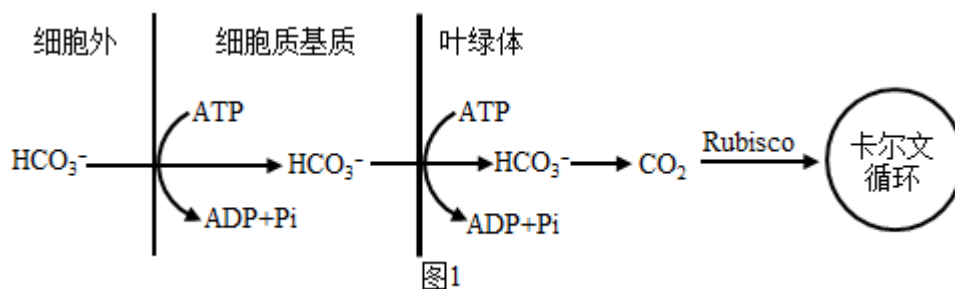 细胞外 细胞质基质 叶绿体
ATP ATP
HCO₃⁻ HCO₃⁻ HCO₃⁻ CO₂ Rubisco 卡尔文
循环
ADP+Pi ADP+Pi
图1